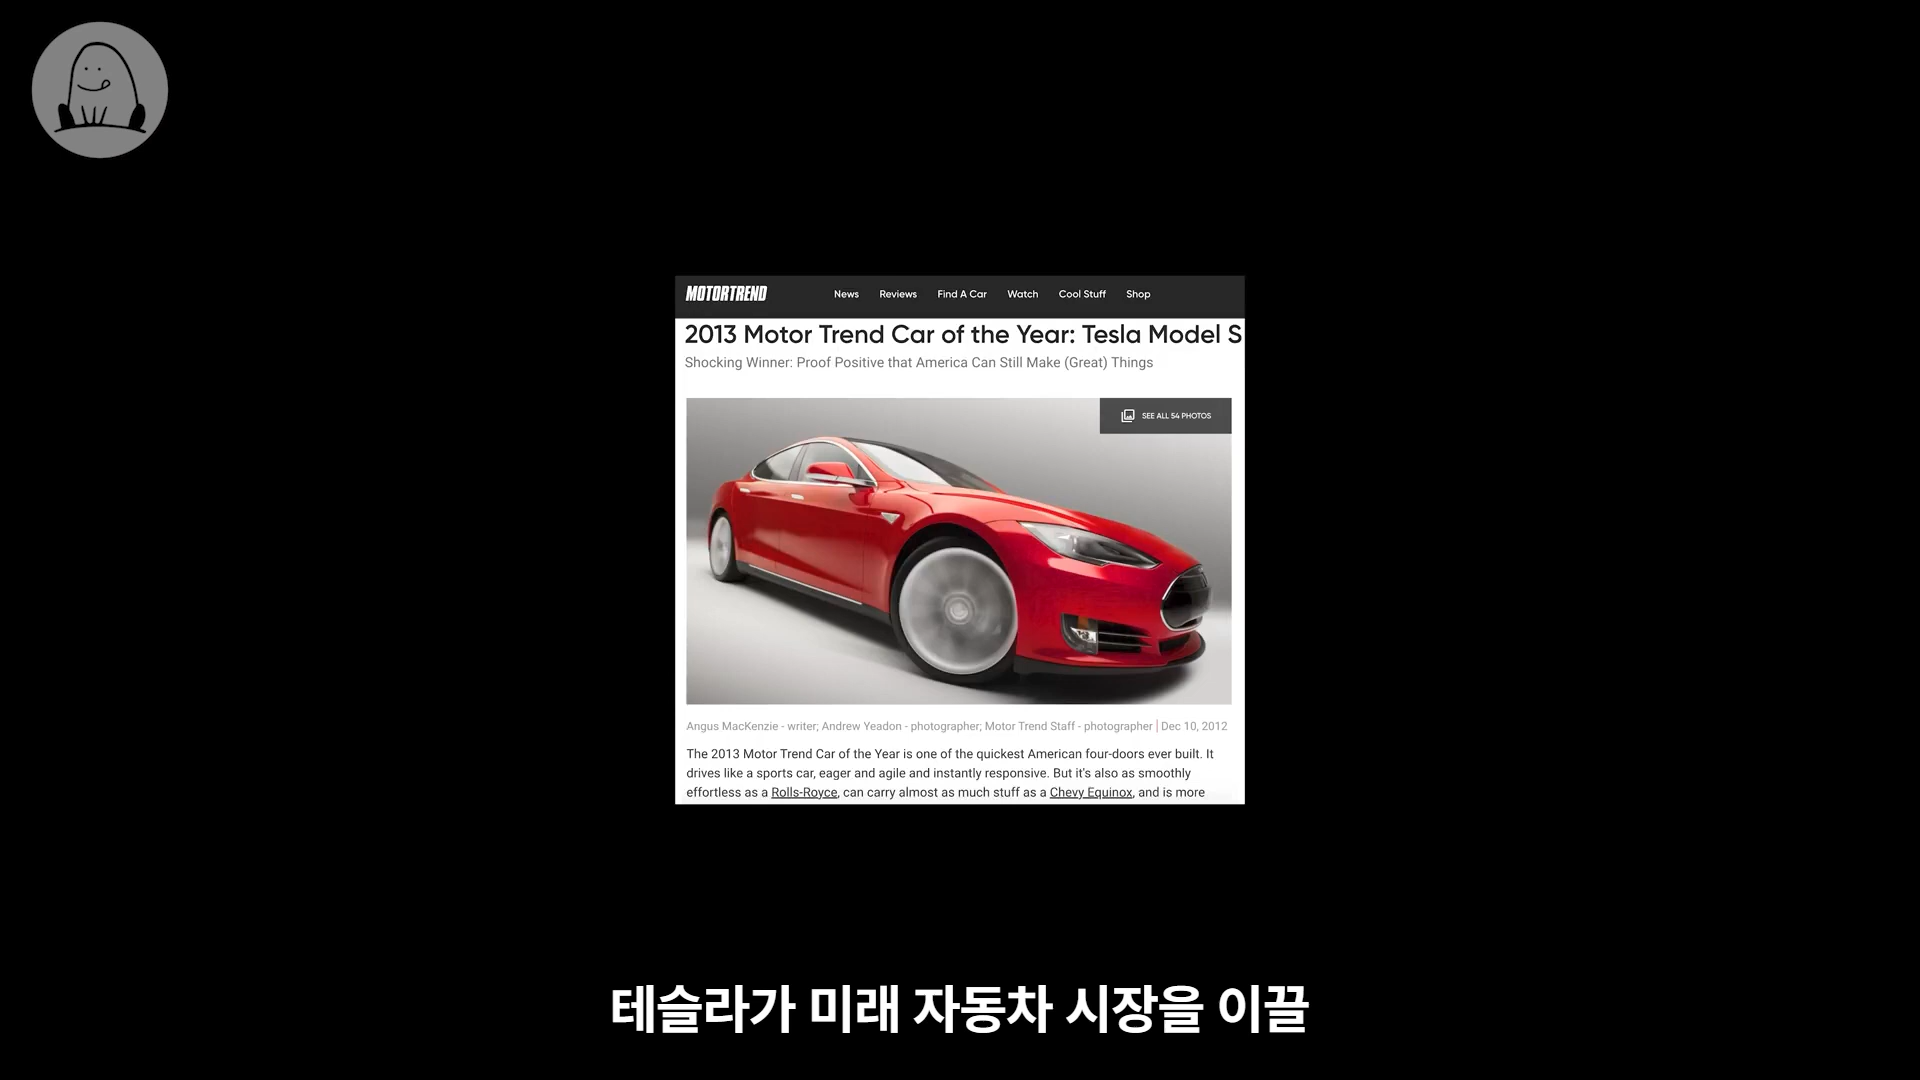 MOTORTREND
News Reviews Find A Car Watch Cool Stuff Shop
2013 Motor Trend Car of the Year: Tesla Model S
Shocking Winner: Proof Positive that America Can Still Make (Great) Things
SEE ALL 54 PHOTOS
Angus MacKenzie - writer; Andrew Yeadon - photographer; Motor Trend Staff - photographer | Dec 10, 2012
The 2013 Motor Trend Car of the Year is one of the quickest American four-doors ever built. It
drives like a sports car, eager and agile and instantly responsive. But it's also as smoothly
effortless as a Rolls-Royce, can carry almost as much stuff as a Chevy Equinox, and is more
테슬라가 미래 자동차 시장을 이끌